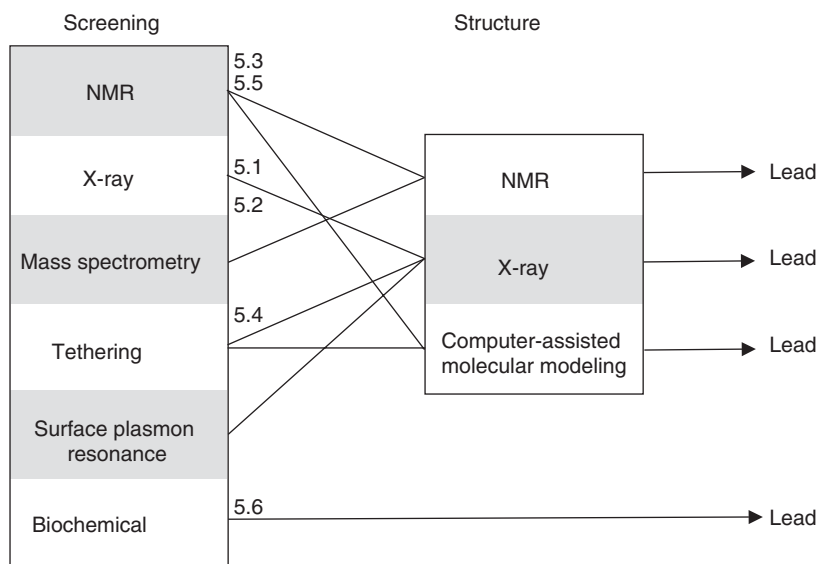 Screening
Structure
5.3
5.5
NMR
5.1
X-ray
5.2
Mass spectrometry
5.4
Tethering
Surface plasmon
resonance
5.6
Biochemical
NMR
X-ray
Computer-assisted
molecular modeling
Lead
Lead
Lead
Lead